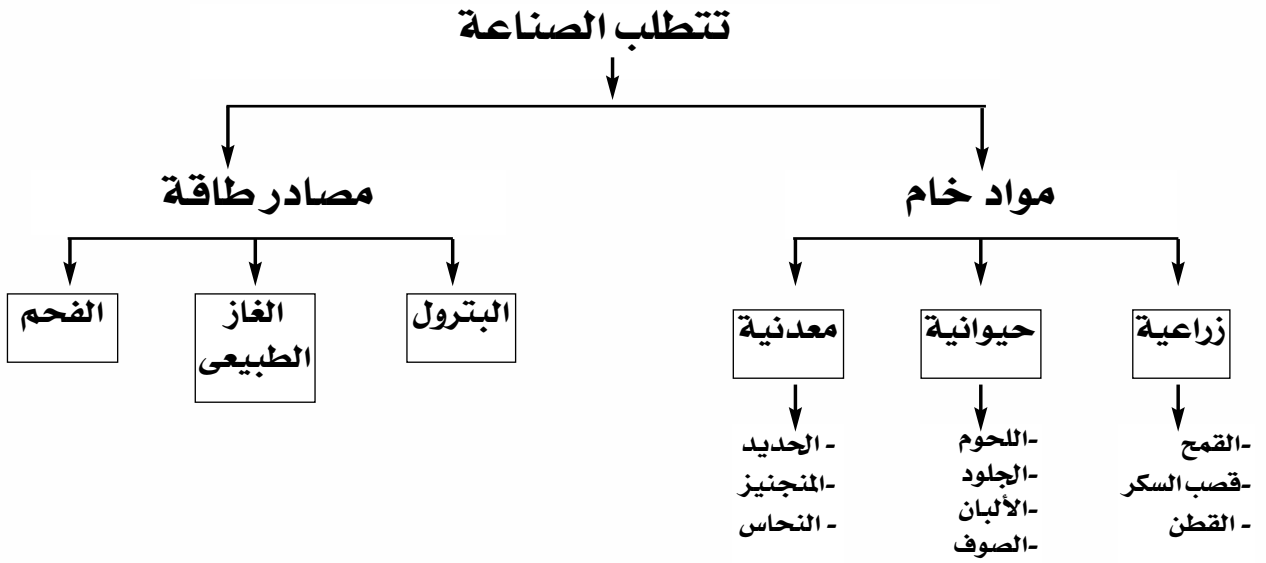 تتطلب الصناعة
مواد خام
مصادر طاقة
زراعية
حيوانية
معدنية
البترول
الغاز
الطبيعى
الفحم
-القمح
-قصب السكر
- القطن
-اللحوم
-الجلود
-الألبان
-الصوف
- الحديد
-المنجنيز
- النحاس